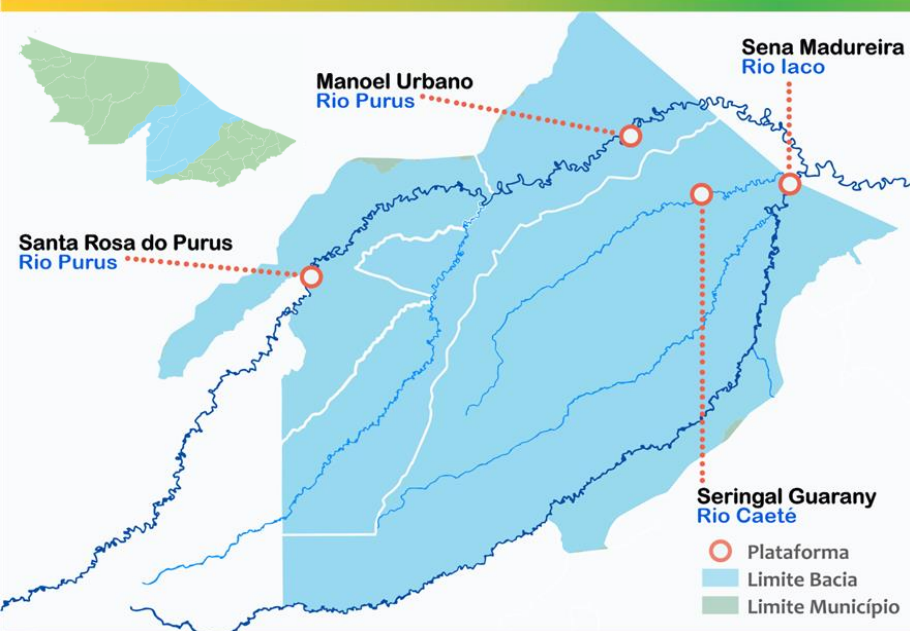 Sena Madureira
Rio Iaco
Manoel Urbano
Rio Purus
Santa Rosa do Purus
Rio Purus
Seringal Guarany
Rio Caeté
Plataforma
Limite Bacia
Limite Município